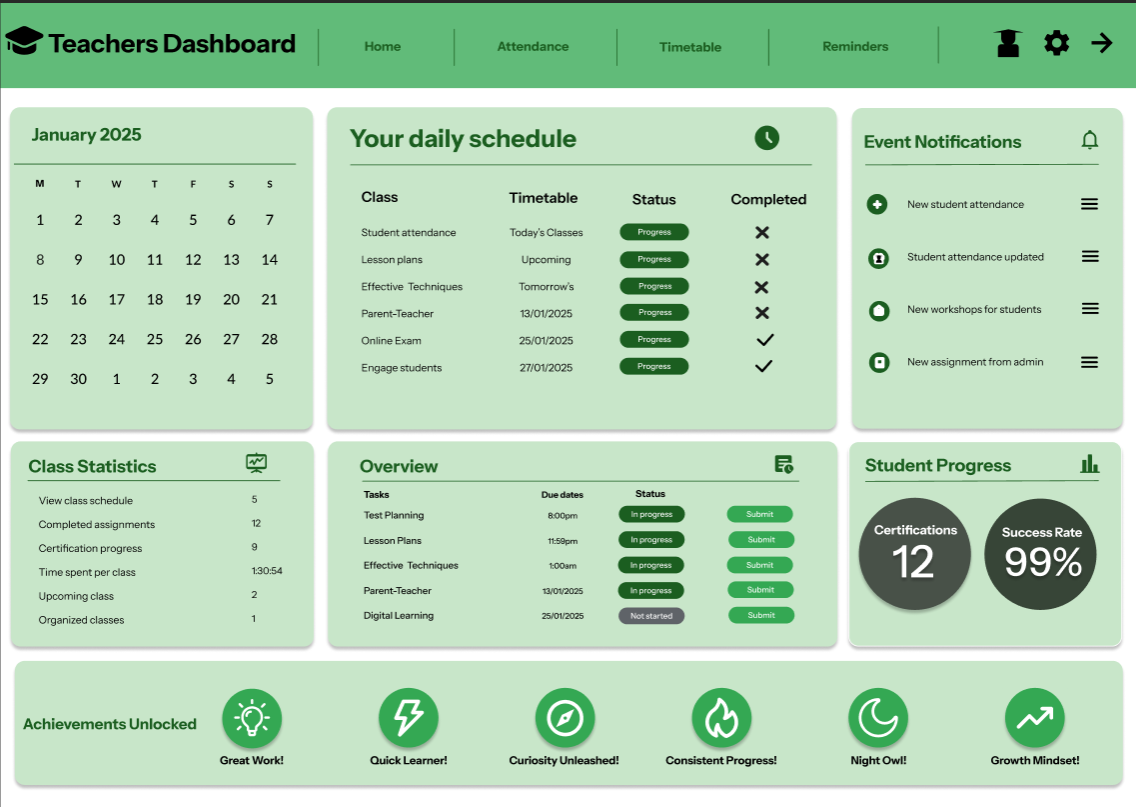 Teachers Dashboard
Home
Attendance
Timetable
Reminders
January 2025
M T W T F S S
1 2 3 4 5 6 7
8 9 10 11 12 13 14
15 16 17 18 19 20 21
22 23 24 25 26 27 28
29 30 1 2 3 4 5
Your daily schedule
Class Timetable Status Completed
Student attendance Today's Classes Progress
Lesson plans Upcoming Progress
Effective Techniques Tomorrow's Progress
Parent-Teacher 13/01/2025 Progress
Online Exam 25/01/2025 Progress
Engage students 27/01/2025 Progress
Event Notifications
New student attendance
Student attendance updated
New workshops for students
New assignment from admin
Class Statistics
View class schedule 5
Completed assignments 12
Certification progress 9
Time spent per class 1:30:54
Upcoming class 2
Organized classes 1
Overview
Tasks Due dates Status
Test Planning 8:00pm In progress Submit
Lesson Plans 11:59pm In progress Submit
Effective Techniques 1:00am In progress Submit
Parent-Teacher 13/01/2025 In progress Submit
Digital Learning 25/01/2025 Not started Submit
Student Progress
Certifications
12
Success Rate
99%
Achievements Unlocked
Great Work!
Quick Learner!
Curiosity Unleashed!
Consistent Progress!
Night Owl!
Growth Mindset!